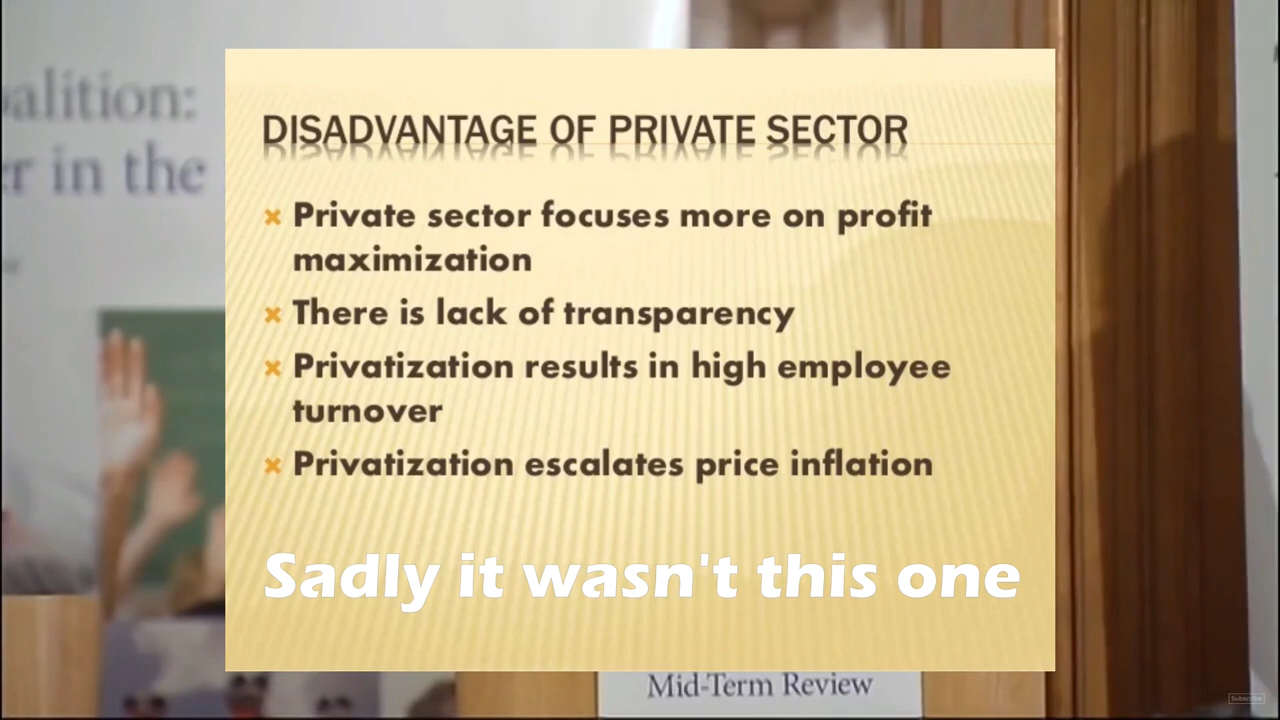 alition:
r in the
DISADVANTAGE OF PRIVATE SECTOR
× Private sector focuses more on profit
maximization
× There is lack of transparency
× Privatization results in high employee
turnover
× Privatization escalates price inflation
Sadly it wasn't this one
Mid-Term Review
Subscribe